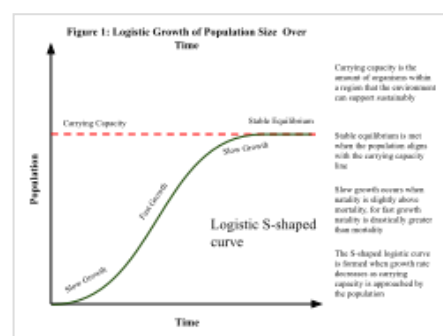 Figure 1: Logistic Growth of Population Size Over
Time
Carrying capacity is the
amount of organisms within
a region that the environment
can support sustainably
Carrying Capacity
Stable Equilibrium
Stable equilibrium is met
when the population aligns
with the carrying capacity
line
Slow Growth
Fast Growth
Population
Slow growth occurs when
natality is slightly above
mortality, for fast growth
natality is drastically greater
than mortality
Logistic S-shaped
curve
The S-shaped logistic curve
is formed when growth rate
decreases as carrying
capacity is approached by
the population
Slow Growth
Time